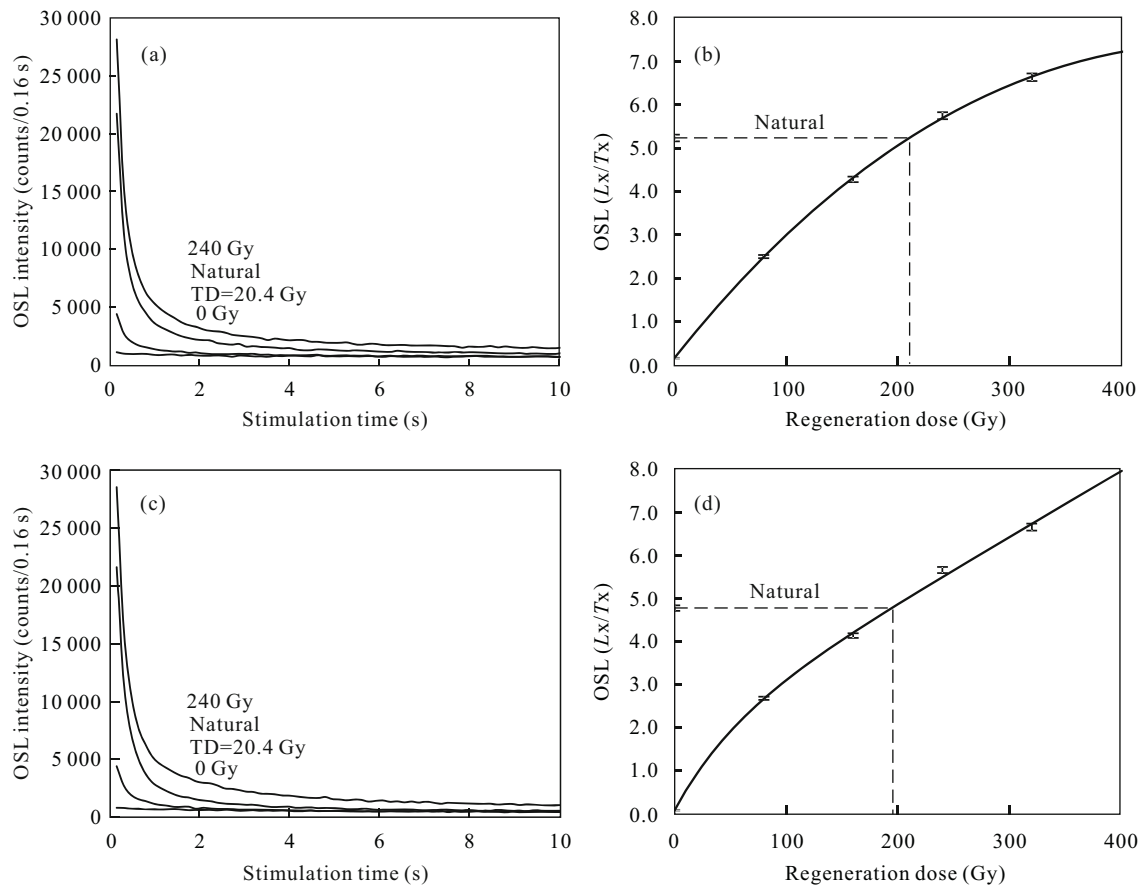 (a)
OSL intensity (counts/0.16 s)
30 000
25 000
20 000
15 000
10 000
5 000
0
240 Gy
Natural
TD=20.4 Gy
0 Gy
0 2 4 6 8 10
Stimulation time (s)
(b)
OSL (Lx/Tx)
8.0
7.0
6.0
5.0
4.0
3.0
2.0
1.0
0.0
Natural
0 100 200 300 400
Regeneration dose (Gy)
(c)
OSL intensity (counts/0.16 s)
30 000
25 000
20 000
15 000
10 000
5 000
0
240 Gy
Natural
TD=20.4 Gy
0 Gy
0 2 4 6 8 10
Stimulation time (s)
(d)
OSL (Lx/Tx)
8.0
7.0
6.0
5.0
4.0
3.0
2.0
1.0
0.0
Natural
0 100 200 300 400
Regeneration dose (Gy)